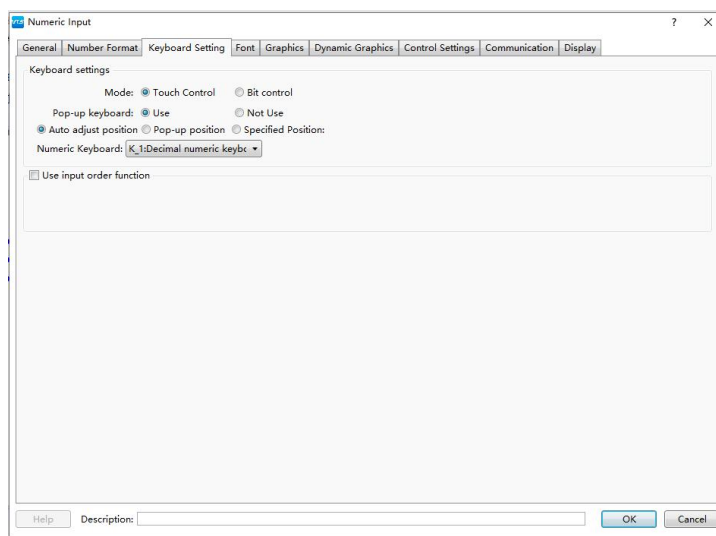 Numeric Input
General Number Format Keyboard Setting Font Graphics Dynamic Graphics Control Settings Communication Display
Keyboard settings
Mode: Touch Control Bit control
Pop-up keyboard: Use Not Use
Auto adjust position Pop-up position Specified Position:
Numeric Keyboard: K_1:Decimal numeric keybc
Use input order function
Help Description: OK Cancel